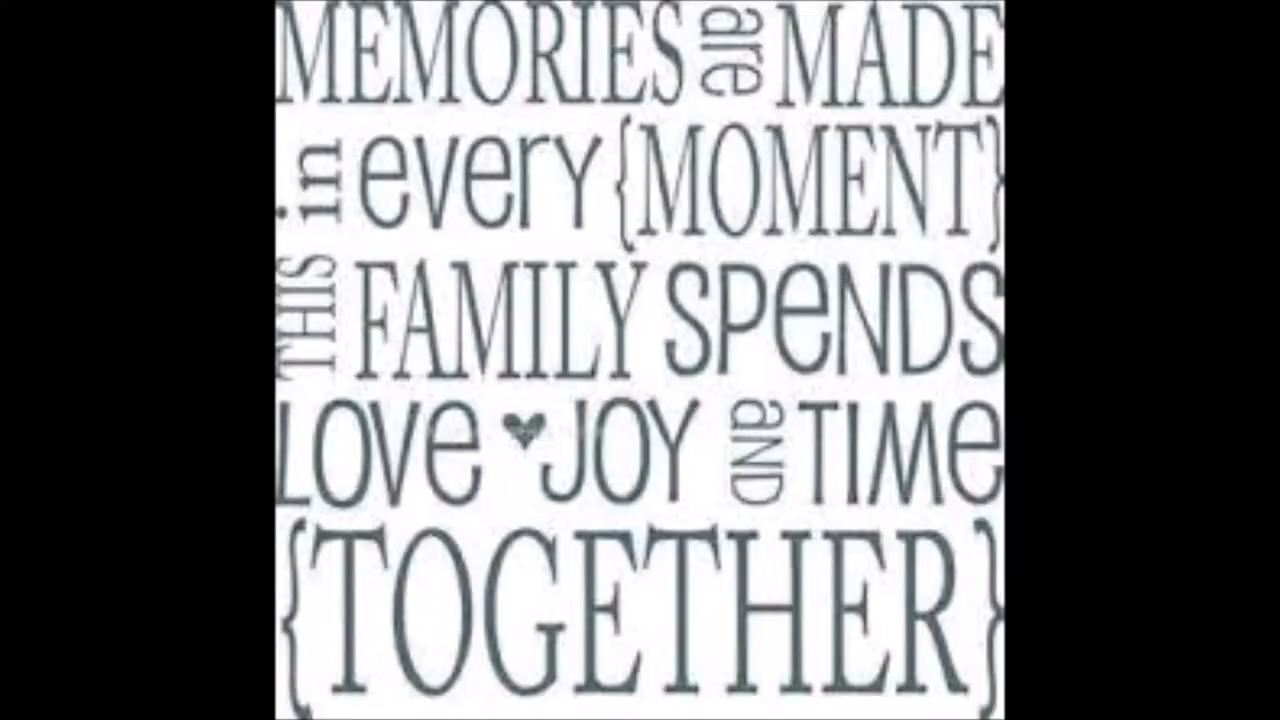 MEMORIES are MADE
in every {MOMENT}
THIS FAMILY SPeNDS
LOVe ♥ JOY aND TIMe
{TOGETHER}